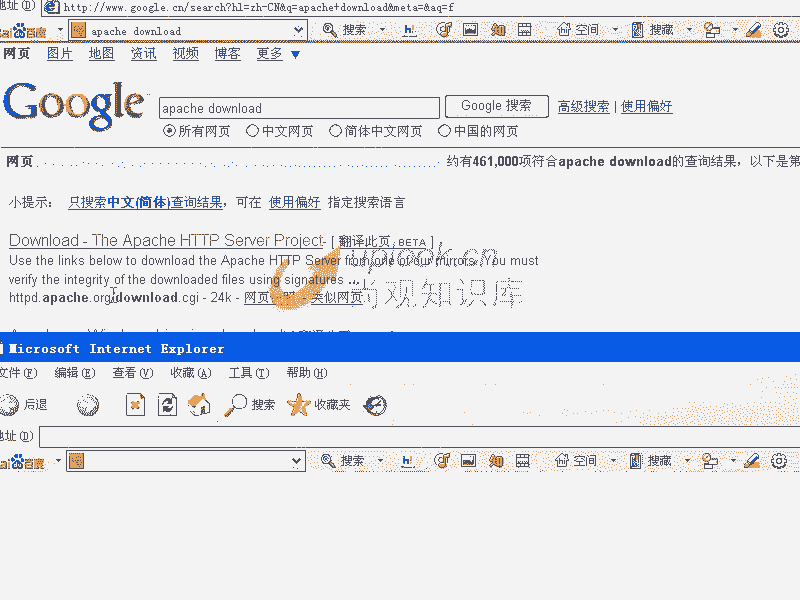 地址(D) http://www.google.cn/search?hl=zh-CN&q=apache+download&meta=&aq=f
Bai百度 apache download 搜索 h! 空间 搜藏
网页 图片 地图 资讯 视频 博客 更多 ▼
Google apache download Google 搜索 高级搜索 | 使用偏好
所有网页 中文网页 简体中文网页 中国的网页
网页 约有461,000项符合apache download的查询结果，以下是第
小提示： 只搜索中文(简体)查询结果，可在 使用偏好 指定搜索语言
Download - The Apache HTTP Server Project - [ 翻译此页 BETA ]
Use the links below to download the Apache HTTP Server from one of our mirrors. You must
verify the integrity of the downloaded files using signatures ...
httpd.apache.org/download.cgi - 24k - 网页快照 - 类似网页
uplook.cn
尚观知识库
Microsoft Internet Explorer
文件(F) 编辑(E) 查看(V) 收藏(A) 工具(T) 帮助(H)
后退 搜索 收藏夹
地址(D)
Bai百度 搜索 h! 空间 搜藏